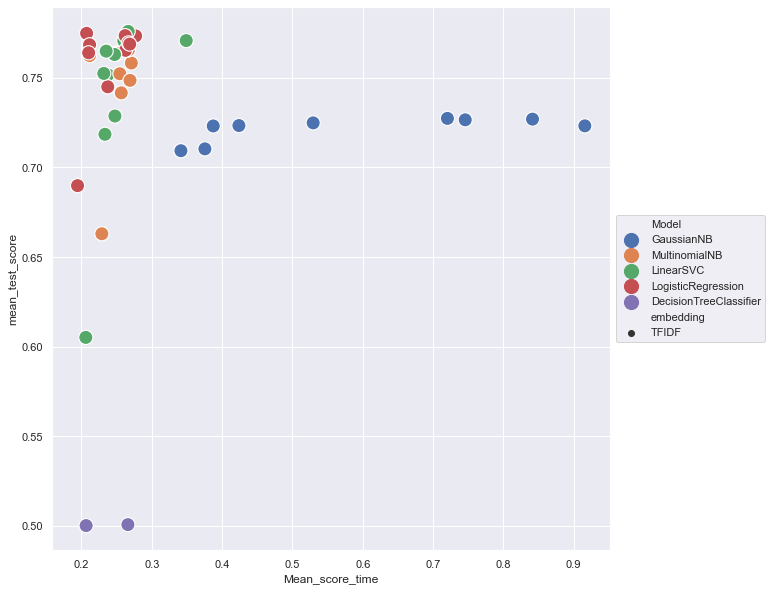 0.75
0.70
0.65
0.60
0.55
0.50
mean_test_score
0.2 0.3 0.4 0.5 0.6 0.7 0.8 0.9
Mean_score_time
Model
GaussianNB
MultinomialNB
LinearSVC
LogisticRegression
DecisionTreeClassifier
embedding
TFIDF